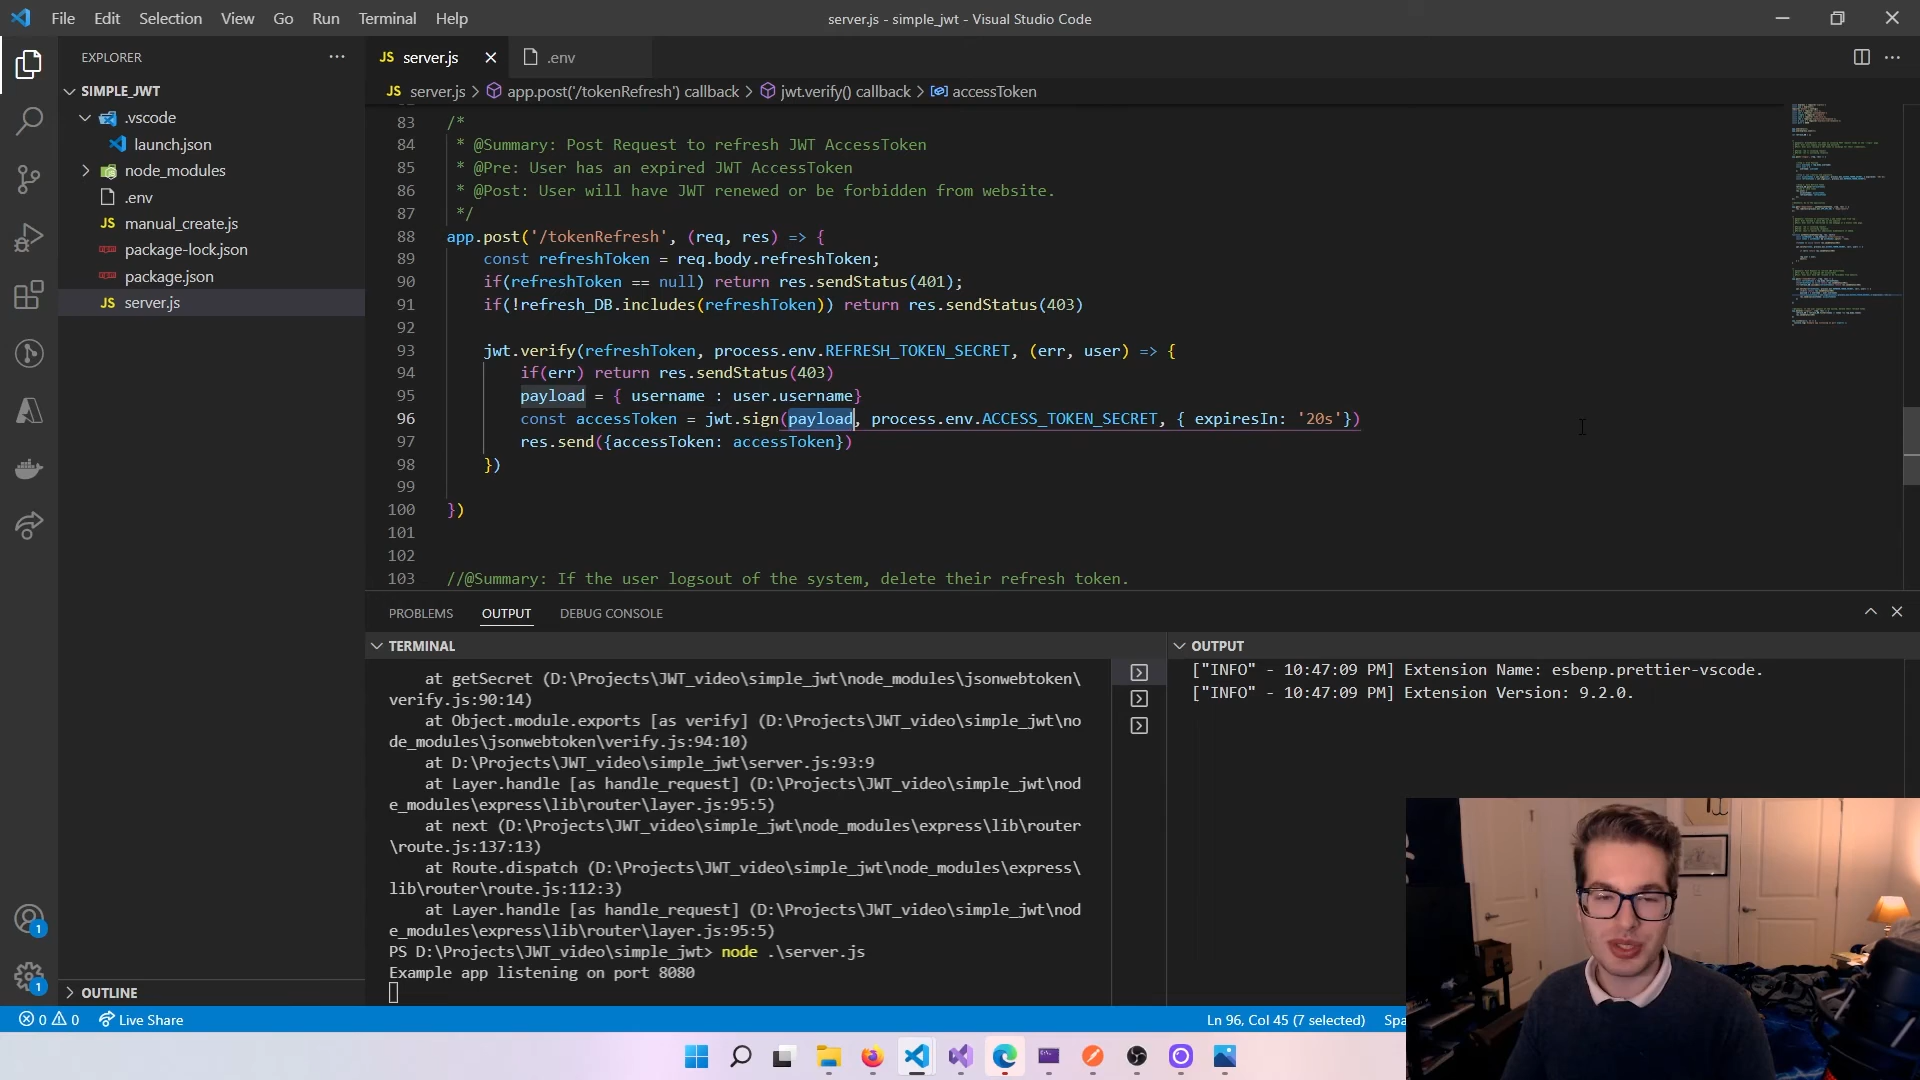 File Edit Selection View Go Run Terminal Help
server.js - simple_jwt - Visual Studio Code
EXPLORER
SIMPLE_JWT
.vscode
launch.json
node_modules
.env
JS manual_create.js
package-lock.json
package.json
JS server.js
OUTLINE
JS server.js
.env
JS server.js > app.post('/tokenRefresh') callback > jwt.verify() callback > accessToken
83 /*
84 * @Summary: Post Request to refresh JWT AccessToken
85 * @Pre: User has an expired JWT AccessToken
86 * @Post: User will have JWT renewed or be forbidden from website.
87 */
88 app.post('/tokenRefresh', (req, res) => {
89 const refreshToken = req.body.refreshToken;
90 if(refreshToken == null) return res.sendStatus(401);
91 if(!refresh_DB.includes(refreshToken)) return res.sendStatus(403)
92
93 jwt.verify(refreshToken, process.env.REFRESH_TOKEN_SECRET, (err, user) => {
94 if(err) return res.sendStatus(403)
95 payload = { username : user.username}
96 const accessToken = jwt.sign(payload, process.env.ACCESS_TOKEN_SECRET, { expiresIn: '20s'})
97 res.send({accessToken: accessToken})
98 })
99
100 })
101
102
103 //@Summary: If the user logsout of the system, delete their refresh token.
PROBLEMS OUTPUT DEBUG CONSOLE
TERMINAL
at getSecret (D:\Projects\JWT_video\simple_jwt\node_modules\jsonwebtoken\
verify.js:90:14)
at Object.module.exports [as verify] (D:\Projects\JWT_video\simple_jwt\no
de_modules\jsonwebtoken\verify.js:94:10)
at D:\Projects\JWT_video\simple_jwt\server.js:93:9
at Layer.handle [as handle_request] (D:\Projects\JWT_video\simple_jwt\nod
e_modules\express\lib\router\layer.js:95:5)
at next (D:\Projects\JWT_video\simple_jwt\node_modules\express\lib\router
\route.js:137:13)
at Route.dispatch (D:\Projects\JWT_video\simple_jwt\node_modules\express\
lib\router\route.js:112:3)
at Layer.handle [as handle_request] (D:\Projects\JWT_video\simple_jwt\nod
e_modules\express\lib\router\layer.js:95:5)
PS D:\Projects\JWT_video\simple_jwt> node .\server.js
Example app listening on port 8080
OUTPUT
["INFO" - 10:47:09 PM] Extension Name: esbenp.prettier-vscode.
["INFO" - 10:47:09 PM] Extension Version: 9.2.0.
1
1
0 0 Live Share
Ln 96, Col 45 (7 selected) Spa